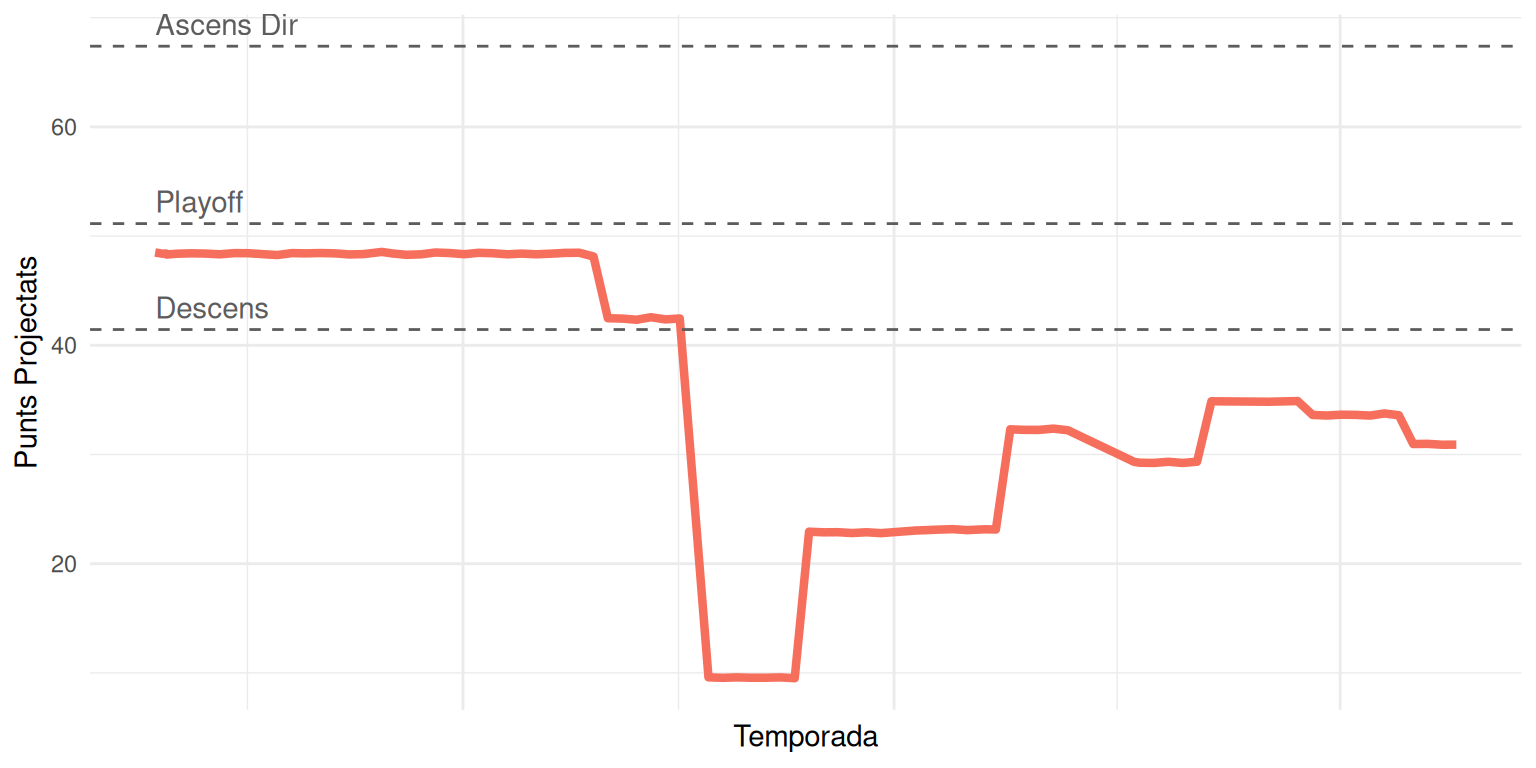 Ascens Dir
60
Playoff
Descens
40
20
Punts Projectats
Temporada